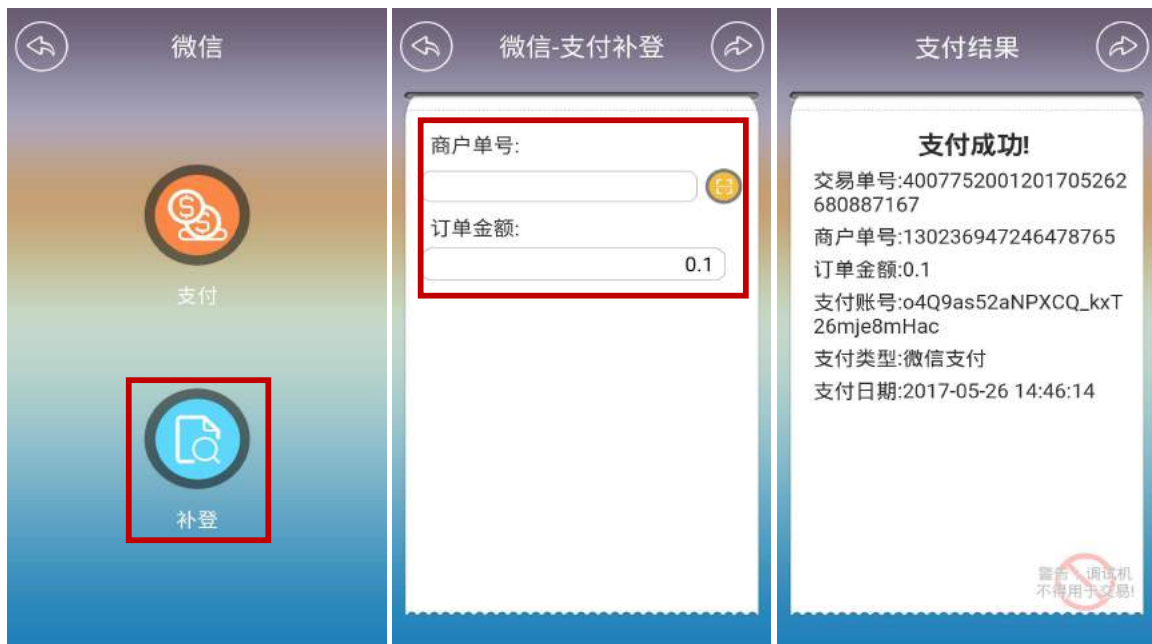 微信
支付
补登
微信-支付补登
商户单号:
订单金额:
0.1
支付结果
支付成功!
交易单号:4007752001201705262
680887167
商户单号:130236947246478765
订单金额:0.1
支付账号:o4Q9as52aNPXCQ_kxT
26mje8mHac
支付类型:微信支付
支付日期:2017-05-26 14:46:14
警告：调试机
不得用于交易!